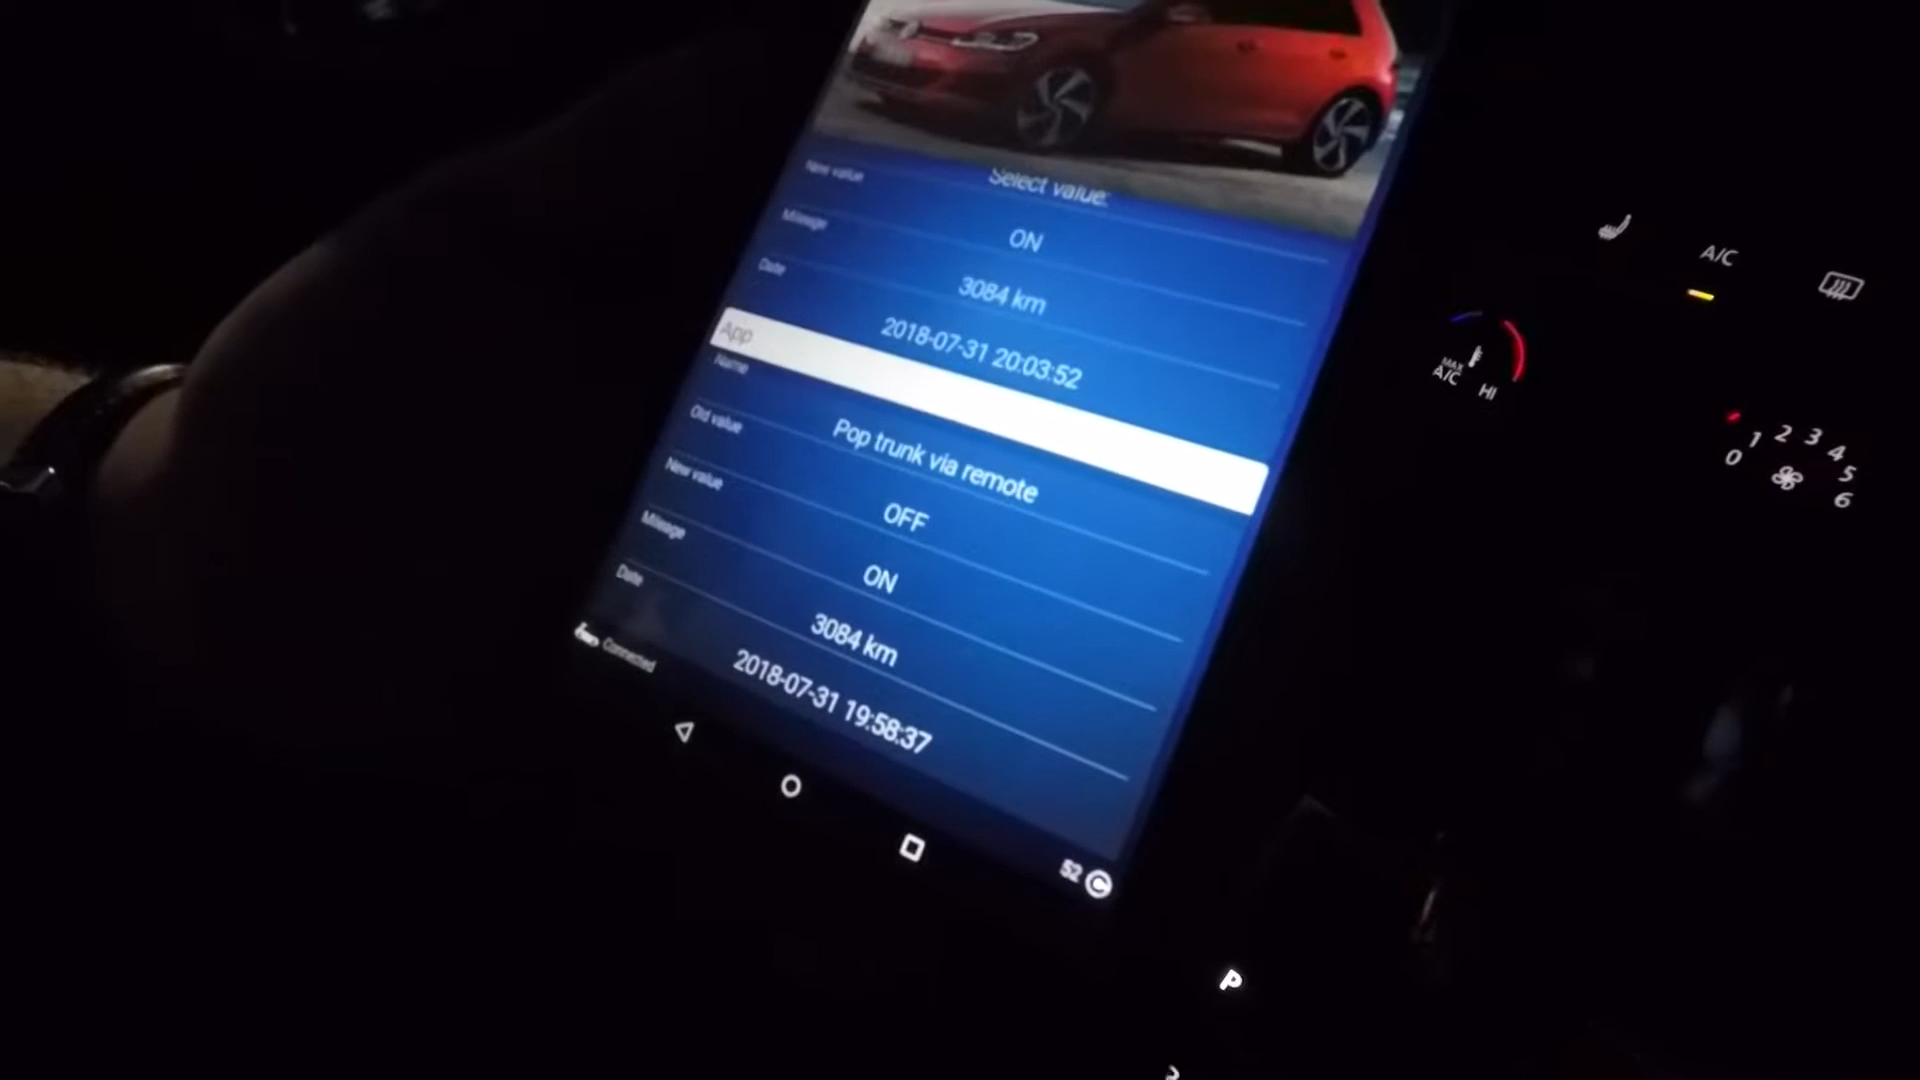 Select value:
New value
ON
Mileage
3084 km
Date
2018-07-31 20:03:52
App
Name
Pop trunk via remote
Old value
OFF
New value
ON
Mileage
3084 km
Date
2018-07-31 19:58:37
Connected
52
A/C
MAX
A/C
HI
0 1 2 3 4 5 6
P